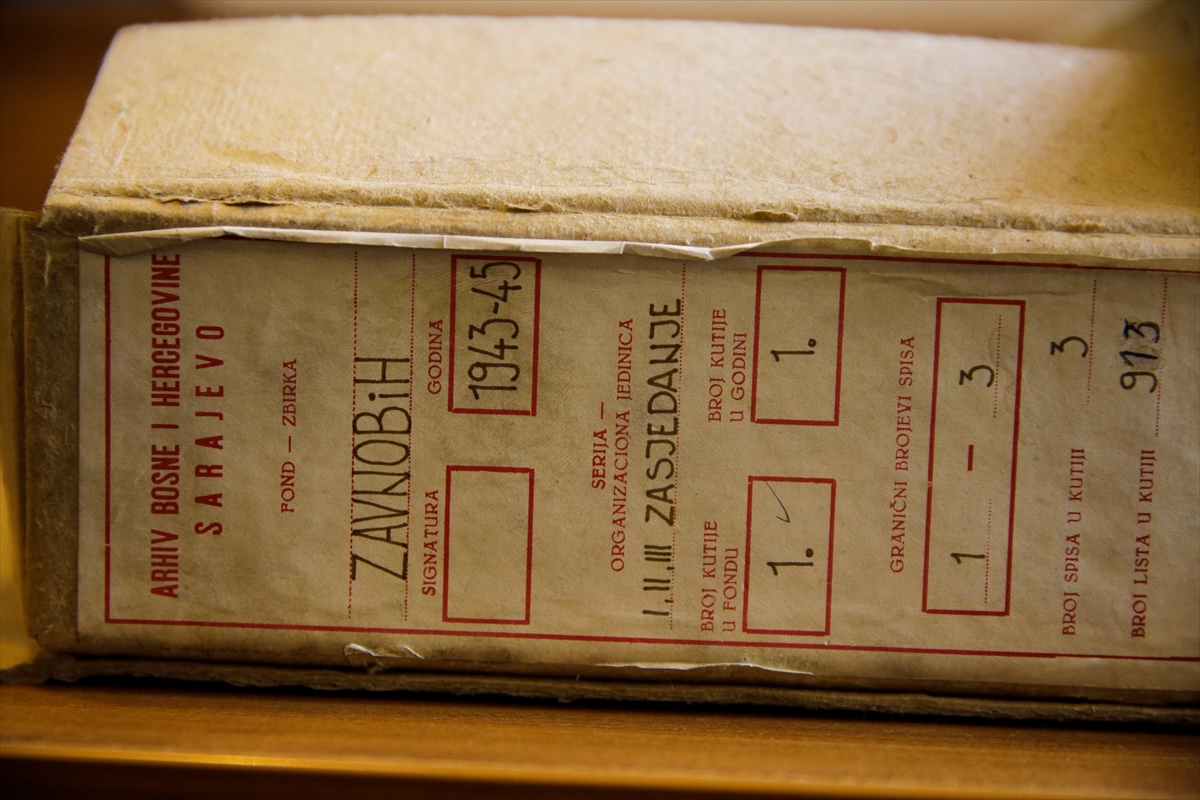 ARHIV BOSNE I HERCEGOVINE
SARAJEVO
FOND — ZBIRKA
ZAVNOBiH
SIGNATURA
GODINA
1943-45
SERIJA —
ORGANIZACIONA JEDINICA
I, II, III ZASJEDANJE
BROJ KUTIJE
U FONDU
1.
BROJ KUTIJE
U GODINI
1.
GRANIČNI BROJEVI SPISA
1 — 3
BROJ SPISA U KUTIJI 3
BROJ LISTA U KUTIJI 913